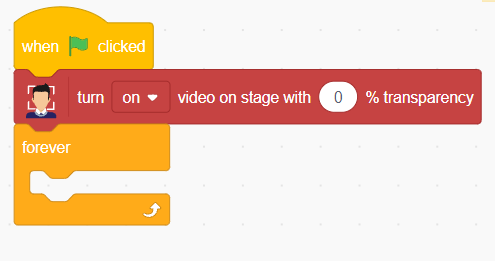 when clicked
turn on video on stage with 0 % transparency
forever